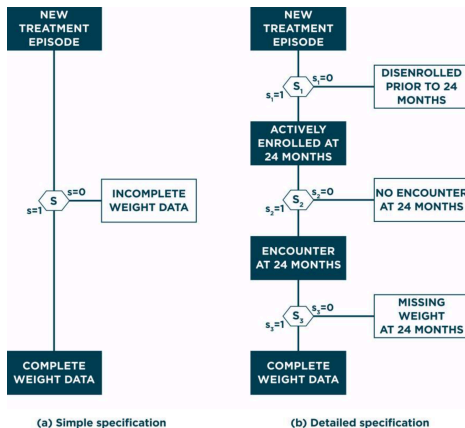 NEW
TREATMENT
EPISODE
S
s=0
s=1
INCOMPLETE
WEIGHT DATA
COMPLETE
WEIGHT DATA
(a) Simple specification
NEW
TREATMENT
EPISODE
S₁
s₁=0
s₁=1
DISENROLLED
PRIOR TO 24
MONTHS
ACTIVELY
ENROLLED AT
24 MONTHS
S₂
s₂=0
s₂=1
NO ENCOUNTER
AT 24 MONTHS
ENCOUNTER
AT 24 MONTHS
S₃
s₃=0
s₃=1
MISSING
WEIGHT
AT 24 MONTHS
COMPLETE
WEIGHT DATA
(b) Detailed specification